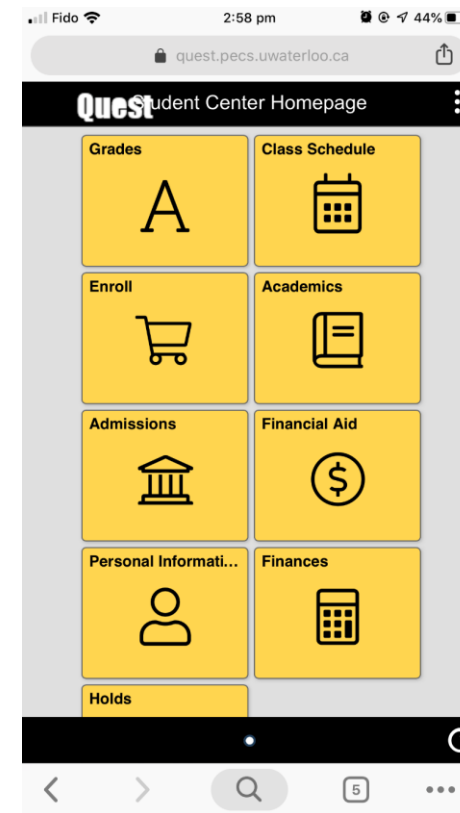 Fido 2:58 pm 44%
quest.pecs.uwaterloo.ca
Quest udent Center Homepage
Grades Class Schedule
A
Enroll Academics
Admissions Financial Aid
$
Personal Informati... Finances
Holds
5